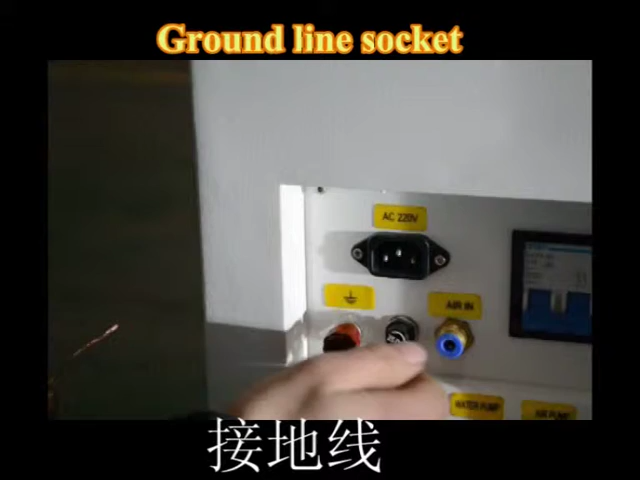 Ground line socket
AC 220V
AIR IN
WATER PUMP
AIR PUMP
接地线